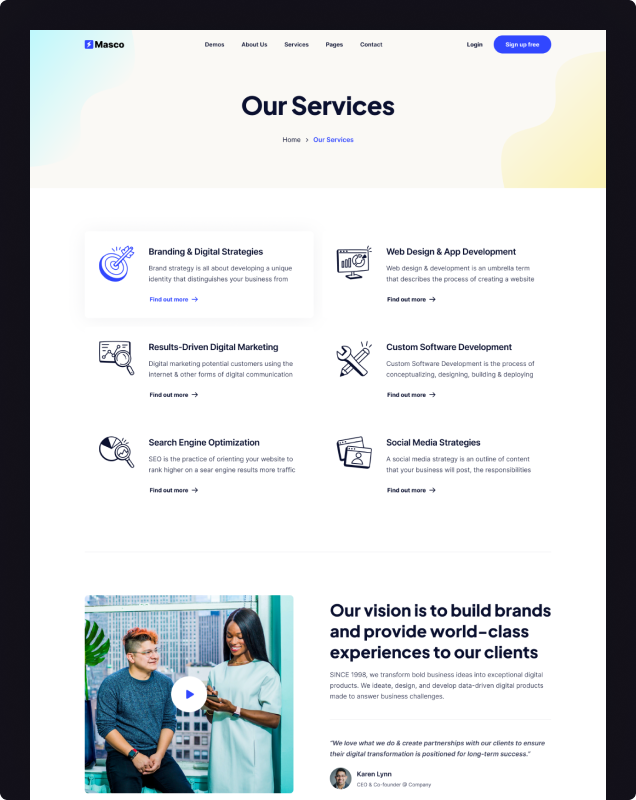 Masco
Demos
About Us
Services
Pages
Contact
Login
Sign up free
Our Services
Home > Our Services
Branding & Digital Strategies
Brand strategy is all about developing a unique
identity that distinguishes your business from
Find out more →
Web Design & App Development
Web design & development is an umbrella term
that describes the process of creating a website
Find out more →
Results-Driven Digital Marketing
Digital marketing potential customers using the
internet & other forms of digital communication
Find out more →
Custom Software Development
Custom Software Development is the process of
conceptualizing, designing, building & deploying
Find out more →
Search Engine Optimization
SEO is the practice of orienting your website to
rank higher on a sear engine results more traffic
Find out more →
Social Media Strategies
A social media strategy is an outline of content
that your business will post, the responsibilities
Find out more →
Our vision is to build brands
and provide world-class
experiences to our clients
SINCE 1998, we transform bold business ideas into exceptional digital
products. We ideate, design, and develop data-driven digital products
made to answer business challenges.
"We love what we do & create partnerships with our clients to ensure
their digital transformation is positioned for long-term success."
Karen Lynn
CEO & Co-founder @ Company